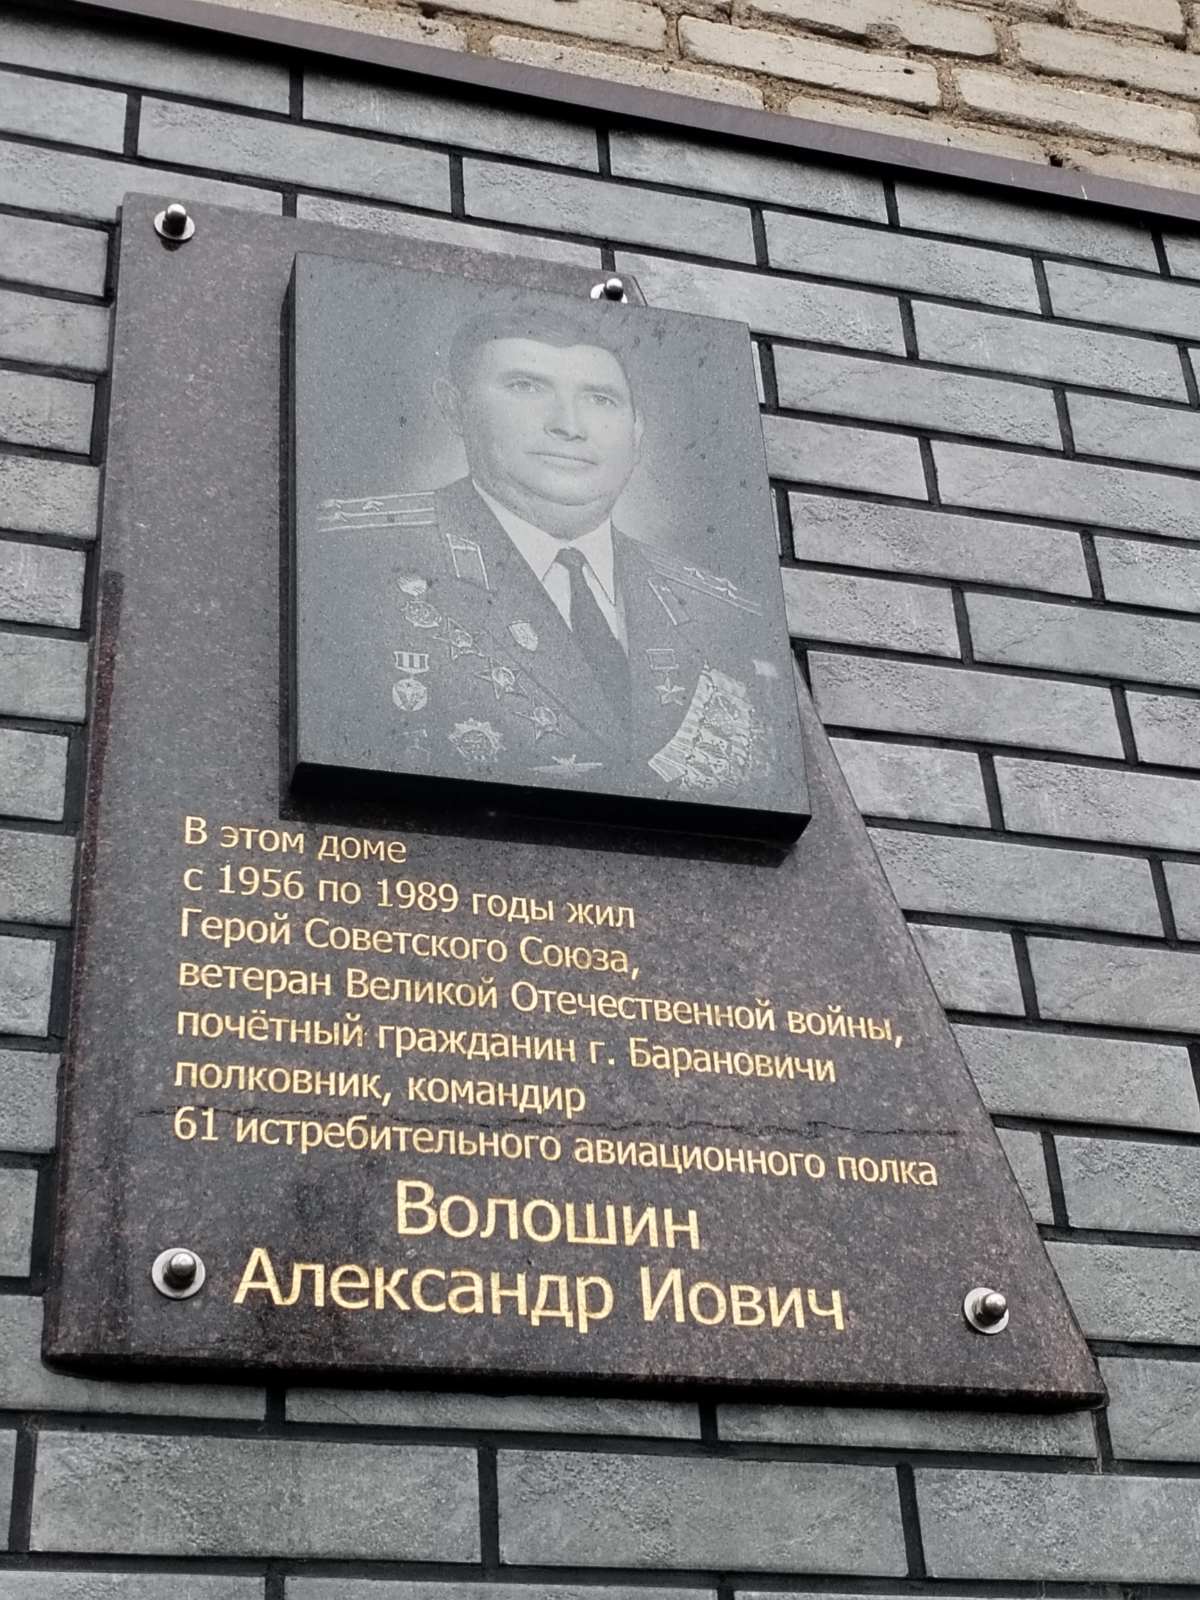 В этом доме
с 1956 по 1989 годы жил
Герой Советского Союза,
ветеран Великой Отечественной войны,
почётный гражданин г. Барановичи
полковник, командир
61 истребительного авиационного полка
Волошин
Александр Иович